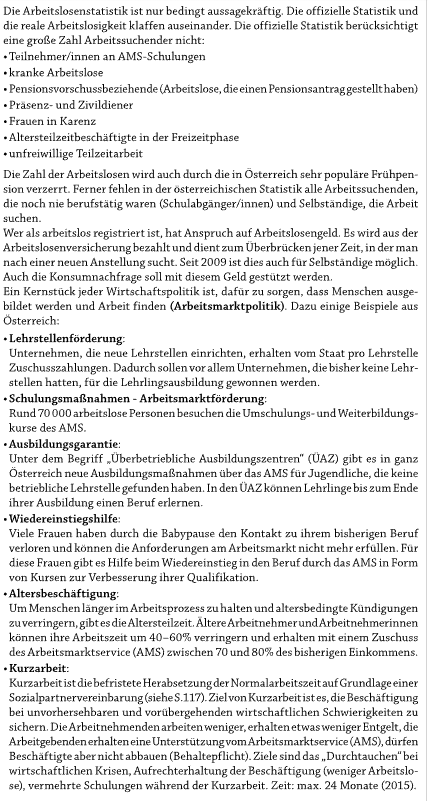 Die Arbeitslosenstatistik ist nur bedingt aussagekräftig. Die offizielle Statistik und
die reale Arbeitslosigkeit klaffen auseinander. Die offizielle Statistik berücksichtigt
eine große Zahl Arbeitssuchender nicht:
• Teilnehmer/innen an AMS-Schulungen
• kranke Arbeitslose
• Pensionsvorschussbeziehende (Arbeitslose, die einen Pensionsantrag gestellt haben)
• Präsenz- und Zivildiener
• Frauen in Karenz
• Altersteilzeitbeschäftigte in der Freizeitphase
• unfreiwillige Teilzeitarbeit
Die Zahl der Arbeitslosen wird auch durch die in Österreich sehr populäre Frühpen-
sion verzerrt. Ferner fehlen in der österreichischen Statistik alle Arbeitssuchenden,
die noch nie berufstätig waren (Schulabgänger/innen) und Selbständige, die Arbeit
suchen.
Wer als arbeitslos registriert ist, hat Anspruch auf Arbeitslosengeld. Es wird aus der
Arbeitslosenversicherung bezahlt und dient zum Überbrücken jener Zeit, in der man
nach einer neuen Anstellung sucht. Seit 2009 ist dies auch für Selbständige möglich.
Auch die Konsumnachfrage soll mit diesem Geld gestützt werden.
Ein Kernstück jeder Wirtschaftspolitik ist, dafür zu sorgen, dass Menschen ausge-
bildet werden und Arbeit finden (Arbeitsmarktpolitik). Dazu einige Beispiele aus
Österreich:
• Lehrstellenförderung:
Unternehmen, die neue Lehrstellen einrichten, erhalten vom Staat pro Lehrstelle
Zuschusszahlungen. Dadurch sollen vor allem Unternehmen, die bisher keine Lehr-
stellen hatten, für die Lehrlingsausbildung gewonnen werden.
• Schulungsmaßnahmen - Arbeitsmarktförderung:
Rund 70 000 arbeitslose Personen besuchen die Umschulungs- und Weiterbildungs-
kurse des AMS.
• Ausbildungsgarantie:
Unter dem Begriff „Überbetriebliche Ausbildungszentren“ (ÜAZ) gibt es in ganz
Österreich neue Ausbildungsmaßnahmen über das AMS für Jugendliche, die keine
betriebliche Lehrstelle gefunden haben. In den ÜAZ können Lehrlinge bis zum Ende
ihrer Ausbildung einen Beruf erlernen.
• Wiedereinstiegshilfe:
Viele Frauen haben durch die Babypause den Kontakt zu ihrem bisherigen Beruf
verloren und können die Anforderungen am Arbeitsmarkt nicht mehr erfüllen. Für
diese Frauen gibt es Hilfe beim Wiedereinstieg in den Beruf durch das AMS in Form
von Kursen zur Verbesserung ihrer Qualifikation.
• Altersbeschäftigung:
Um Menschen länger im Arbeitsprozess zu halten und altersbedingte Kündigungen
zu verringern, gibt es die Altersteilzeit. Ältere Arbeitnehmer und Arbeitnehmerinnen
können ihre Arbeitszeit um 40–60% verringern und erhalten mit einem Zuschuss
des Arbeitsmarktservice (AMS) zwischen 70 und 80% des bisherigen Einkommens.
• Kurzarbeit:
Kurzarbeit ist die befristete Herabsetzung der Normalarbeitszeit auf Grundlage einer
Sozialpartnervereinbarung (siehe S.117). Ziel von Kurzarbeit ist es, die Beschäftigung
bei unvorhersehbaren und vorübergehenden wirtschaftlichen Schwierigkeiten zu
sichern. Die Arbeitnehmenden arbeiten weniger, erhalten etwas weniger Entgelt, die
Arbeitgebenden erhalten eine Unterstützung vom Arbeitsmarktservice (AMS), dürfen
Beschäftigte aber nicht abbauen (Behaltepflicht). Ziele sind das „Durchtauchen“ bei
wirtschaftlichen Krisen, Aufrechterhaltung der Beschäftigung (weniger Arbeitslo-
se), vermehrte Schulungen während der Kurzarbeit. Zeit: max. 24 Monate (2015).